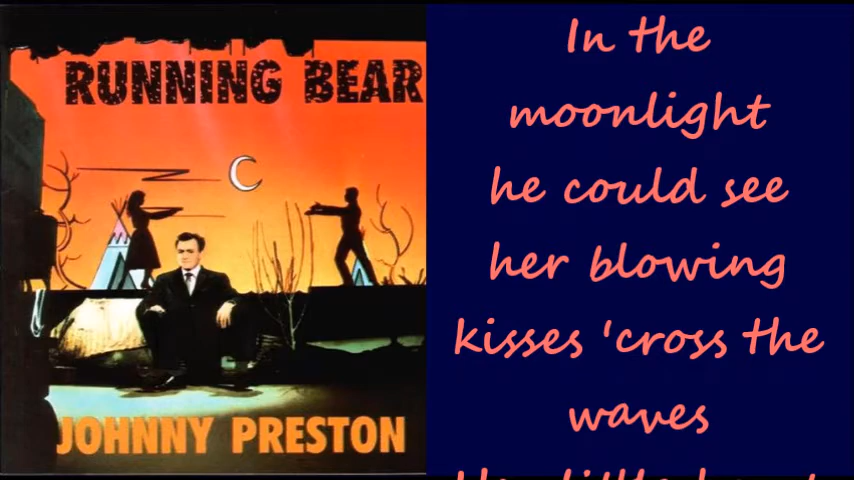 RUNNING BEAR
JOHNNY PRESTON
In the
moonlight
he could see
her blowing
kisses 'cross the
waves